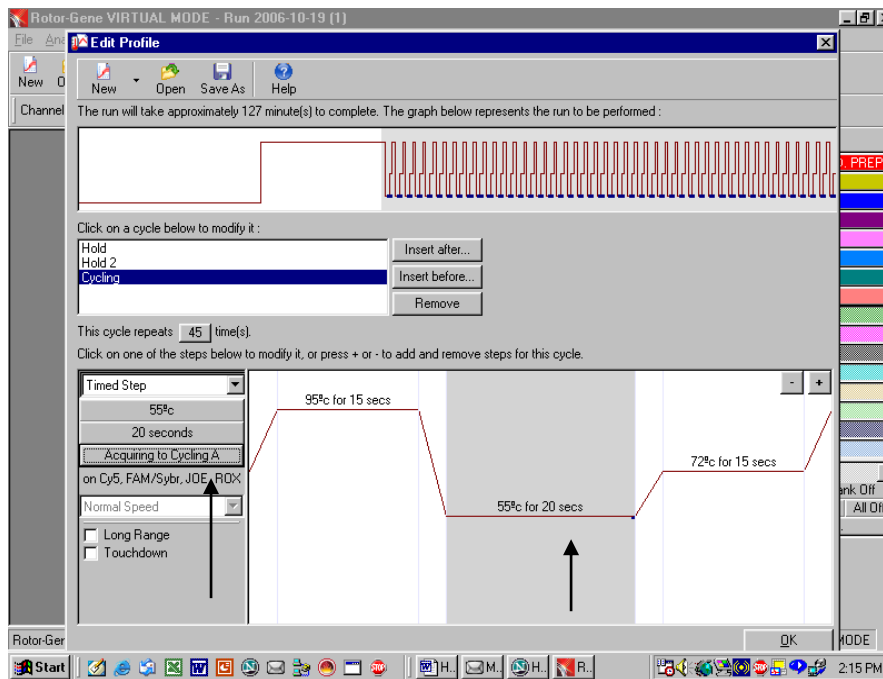 Rotor-Gene VIRTUAL MODE - Run 2006-10-19 (1)
File Ana
New O
Channel
Edit Profile
New Open Save As Help
The run will take approximately 127 minute(s) to complete. The graph below represents the run to be performed :
Click on a cycle below to modify it :
Hold
Hold 2
Cycling
Insert after...
Insert before...
Remove
This cycle repeats 45 time(s).
Click on one of the steps below to modify it, or press + or - to add and remove steps for this cycle.
Timed Step
55ºc
20 seconds
Acquiring to Cycling A
on Cy5, FAM/Sybr, JOE, ROX
Normal Speed
Long Range
Touchdown
- +
95ºc for 15 secs
72ºc for 15 secs
55ºc for 20 secs
OK
PREP
ank Off
All Off
Rotor-Ger
MODE
Start
H..
M..
H..
R..
2:15 PM